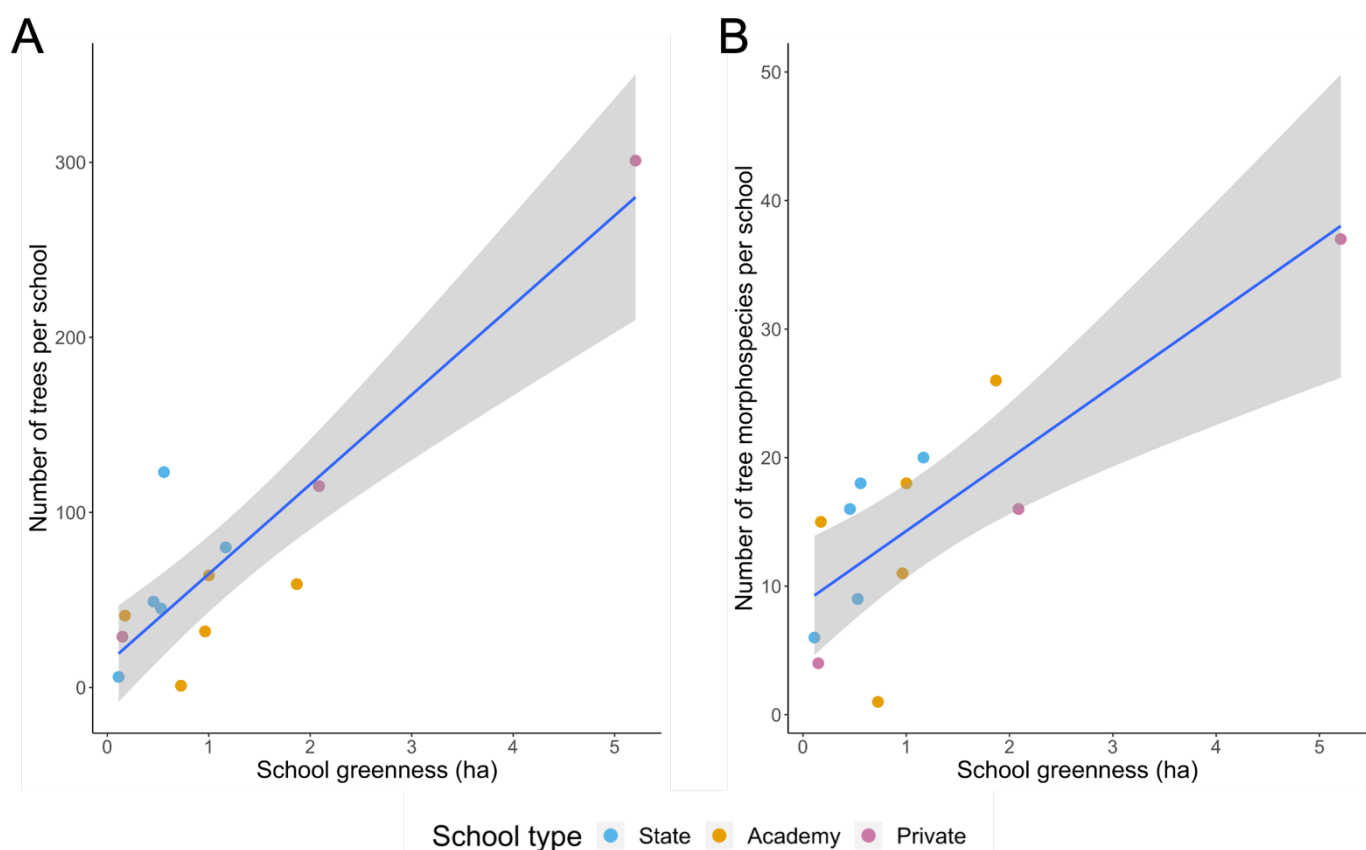 A
Number of trees per school
300
200
100
0
0 1 2 3 4 5
School greenness (ha)
B
Number nuf of tree morphospecies per school
50
40
30
20
10
0
0 1 2 3 4 5
School greenness (ha)
School type State Academy Private